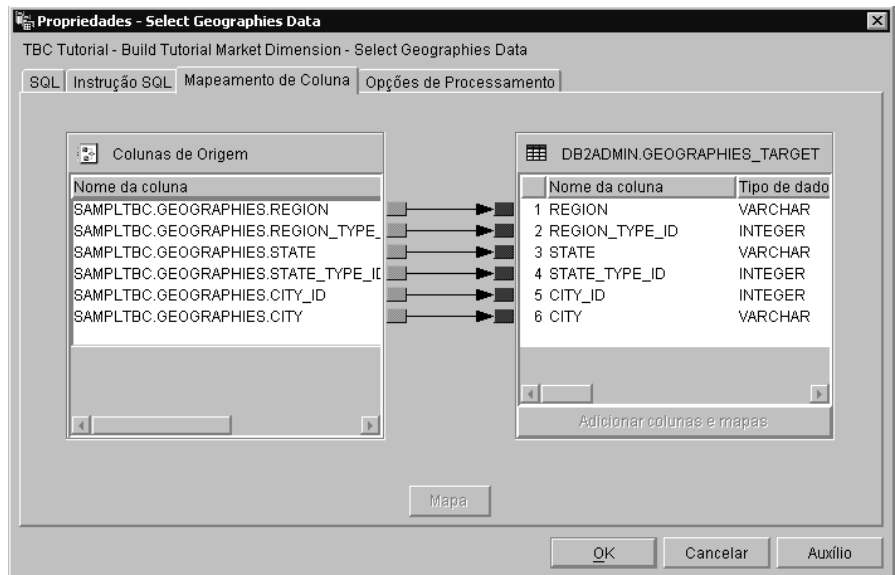 Propriedades - Select Geographies Data
TBC Tutorial - Build Tutorial Market Dimension - Select Geographies Data
SQL Instrução SQL Mapeamento de Coluna Opções de Processamento
Colunas de Origem
Nome da coluna
SAMPLTBC.GEOGRAPHIES.REGION
SAMPLTBC.GEOGRAPHIES.REGION_TYPE_
SAMPLTBC.GEOGRAPHIES.STATE
SAMPLTBC.GEOGRAPHIES.STATE_TYPE_ID
SAMPLTBC.GEOGRAPHIES.CITY_ID
SAMPLTBC.GEOGRAPHIES.CITY
DB2ADMIN.GEOGRAPHIES_TARGET
Nome da coluna Tipo de dado
1 REGION VARCHAR
2 REGION_TYPE_ID INTEGER
3 STATE VARCHAR
4 STATE_TYPE_ID INTEGER
5 CITY_ID INTEGER
6 CITY VARCHAR
Adicionar colunas e mapas
Mapa
OK Cancelar Auxílio